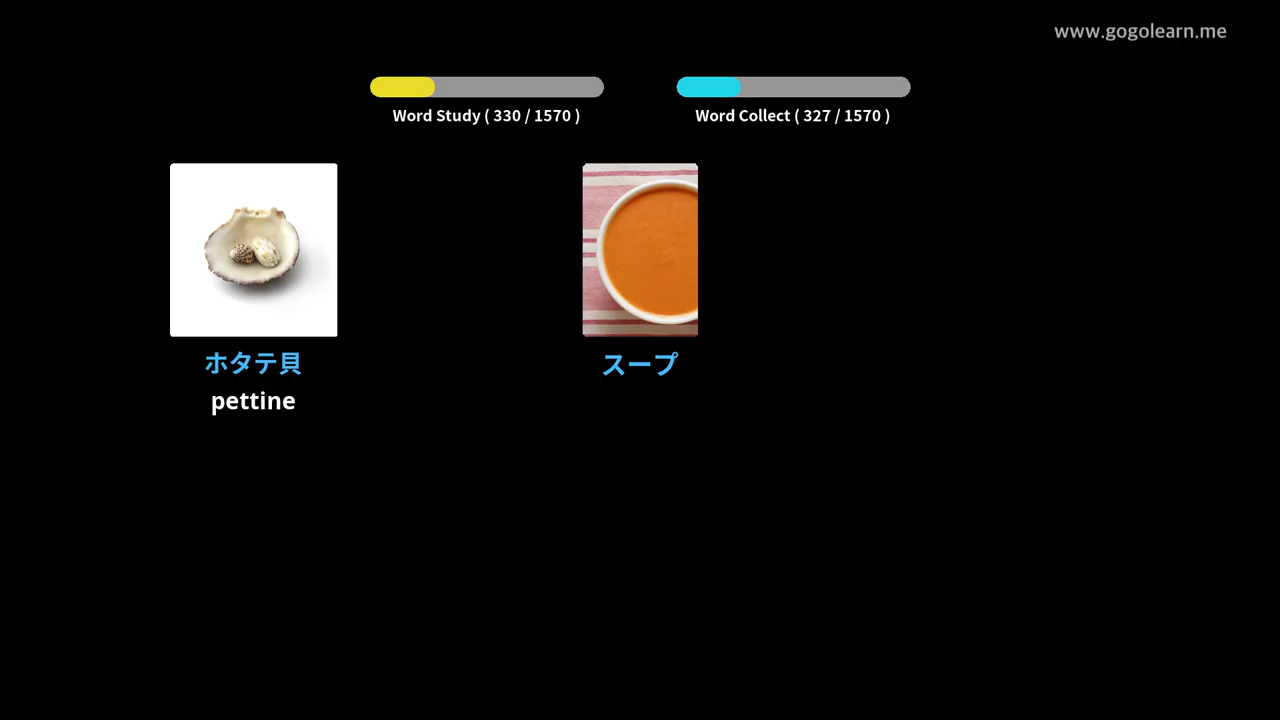 www.gogolearn.me
Word Study ( 330 / 1570 )
Word Collect ( 327 / 1570 )
ホタテ貝
pettine
スープ